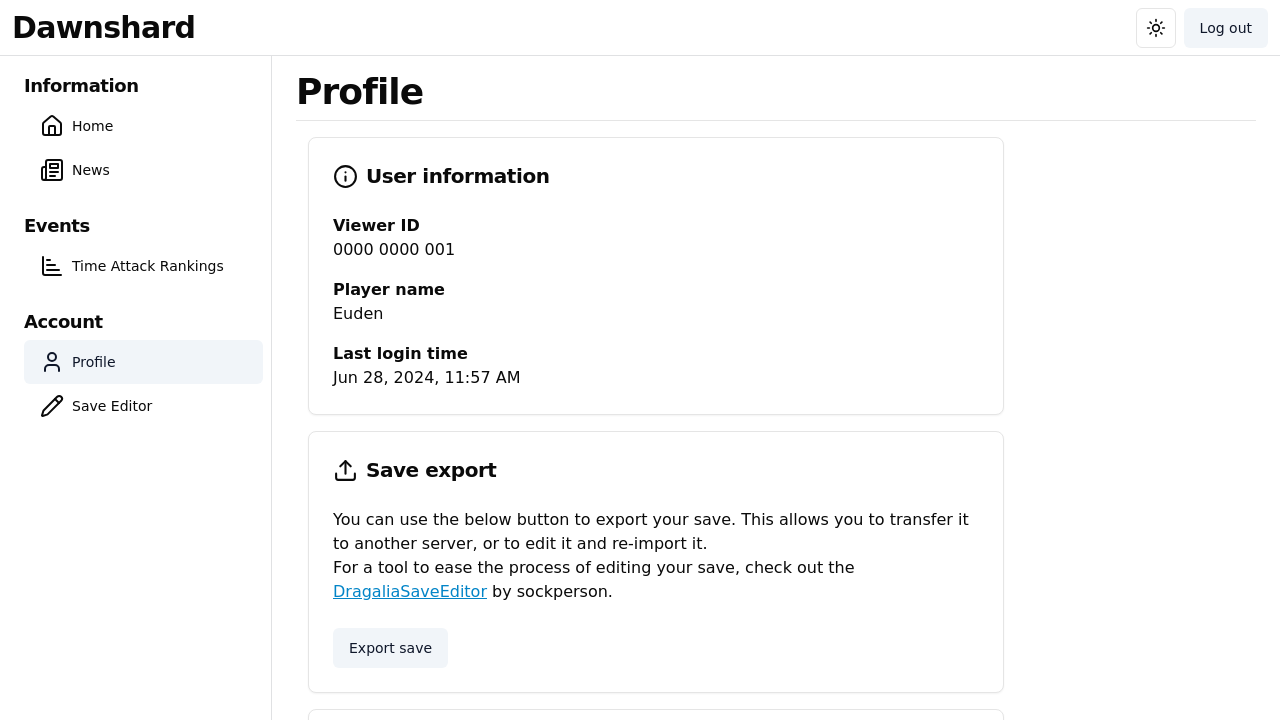 Dawnshard
Log out
Information
Home
News
Events
Time Attack Rankings
Account
Profile
Save Editor
Profile
User information
Viewer ID
0000 0000 001
Player name
Euden
Last login time
Jun 28, 2024, 11:57 AM
Save export
You can use the below button to export your save. This allows you to transfer it
to another server, or to edit it and re-import it.
For a tool to ease the process of editing your save, check out the
DragaliaSaveEditor by sockperson.
Export save